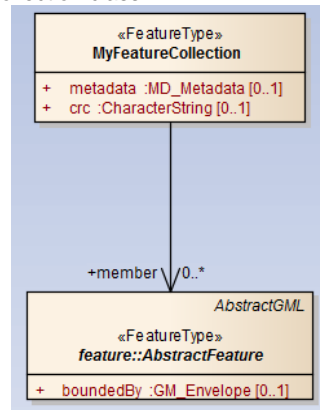 «FeatureType»
MyFeatureCollection
+ metadata :MD_Metadata [0..1]
+ crc :CharacterString [0..1]
+member 0..*
AbstractGML
«FeatureType»
feature::AbstractFeature
+ boundedBy :GM_Envelope [0..1]